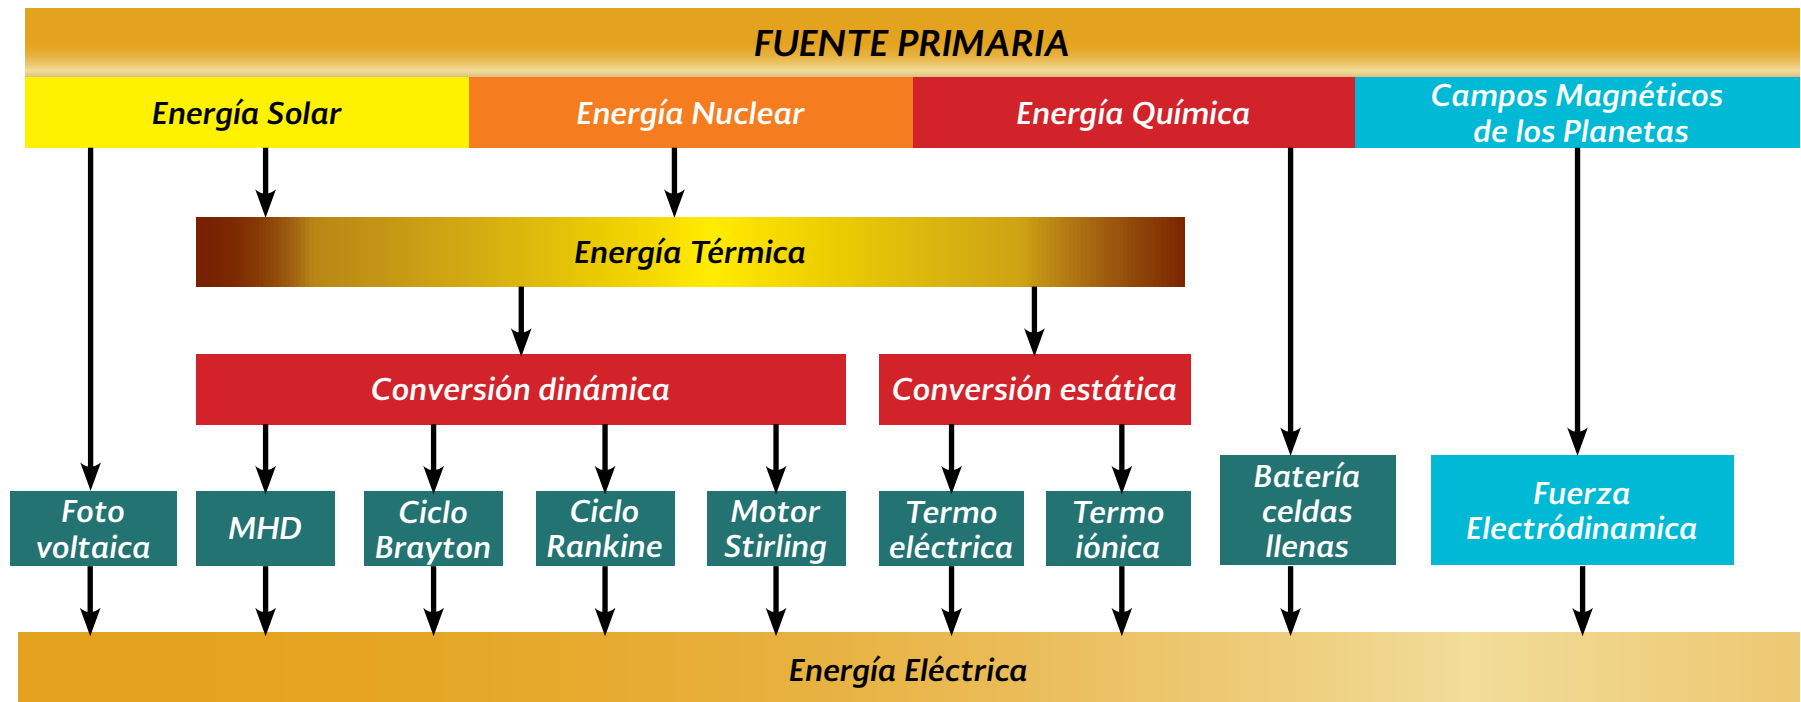 FUENTE PRIMARIA
Energía Solar
Energía Nuclear
Energía Química
Campos Magnéticos
de los Planetas
Energía Térmica
Conversión dinámica
Conversión estática
Foto
voltaica
MHD
Ciclo
Brayton
Ciclo
Rankine
Motor
Stirling
Termo
eléctrica
Termo
iónica
Batería
celdas
llenas
Fuerza
Electródinamica
Energía Eléctrica